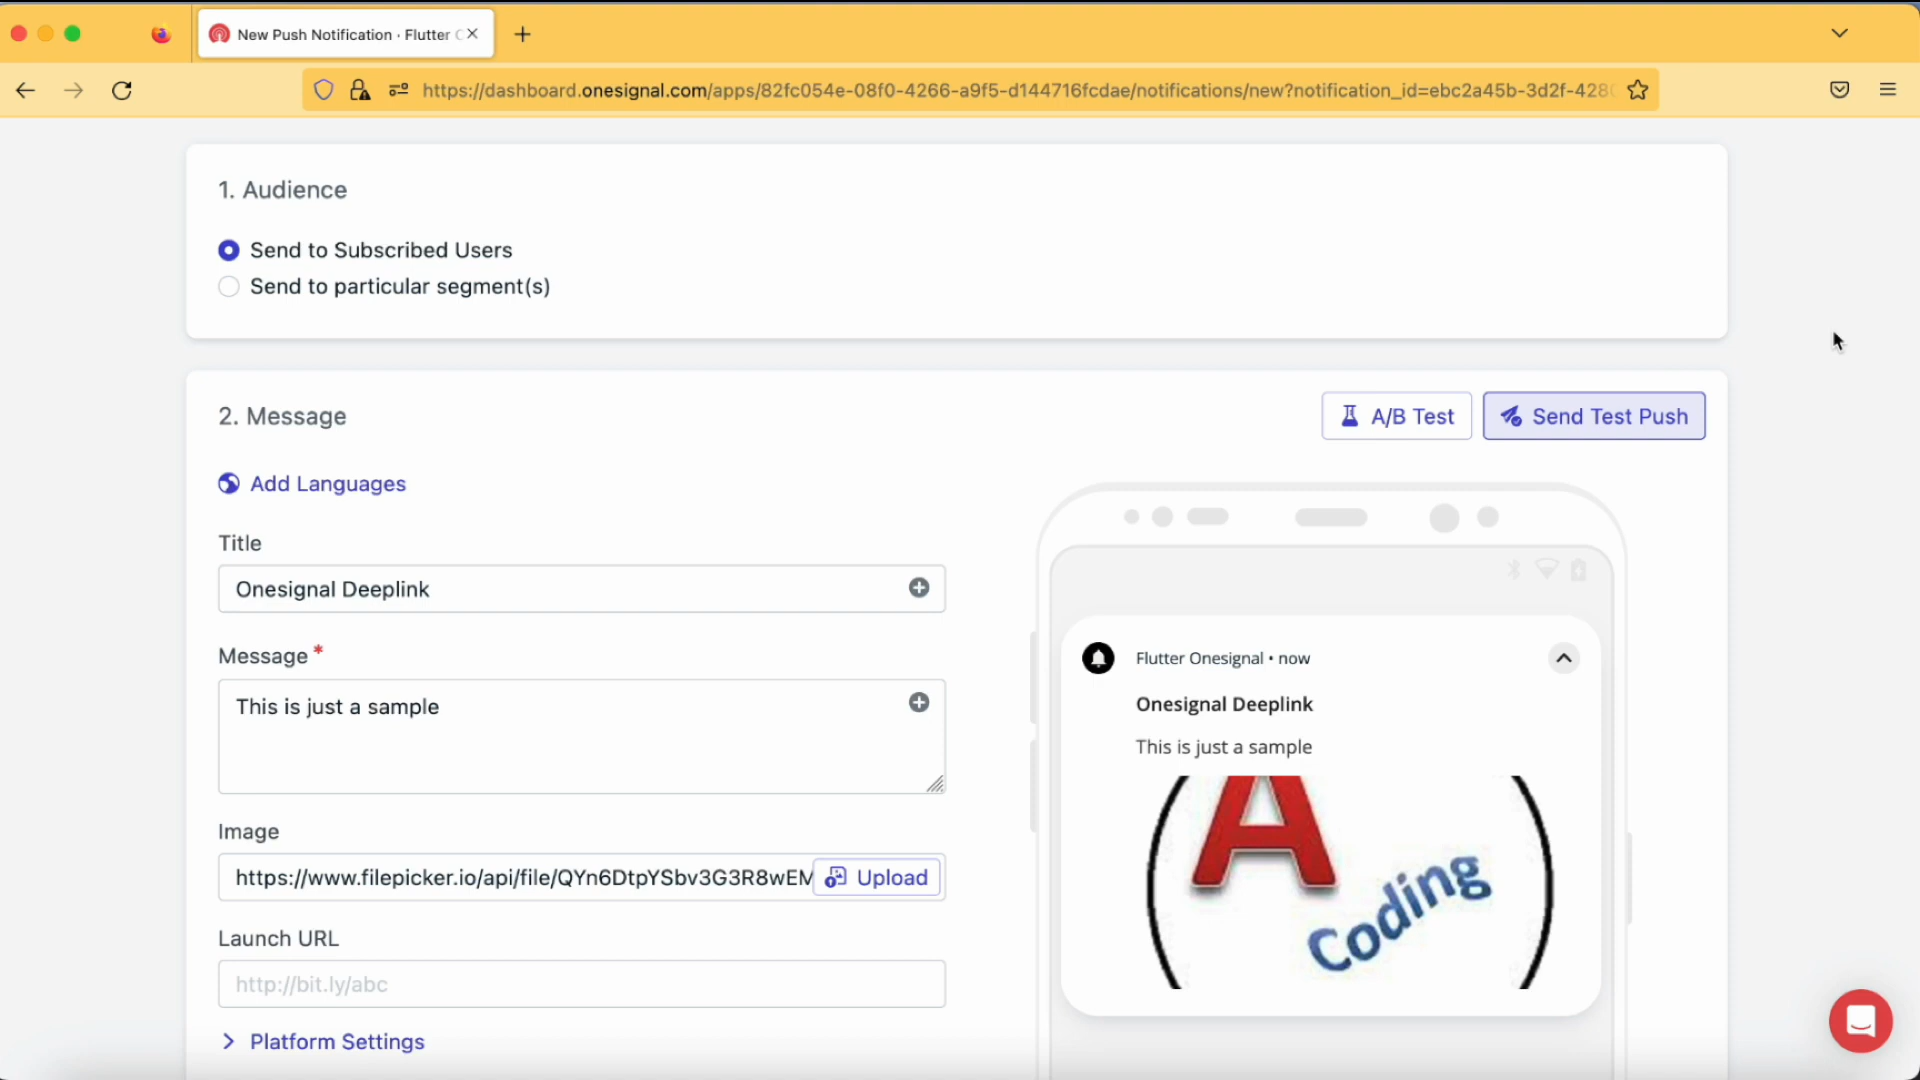 New Push Notification · Flutter
https://dashboard.onesignal.com/apps/82fc054e-08f0-4266-a9f5-d144716fcdae/notifications/new?notification_id=ebc2a45b-3d2f-428
1. Audience
Send to Subscribed Users
Send to particular segment(s)
2. Message
A/B Test
Send Test Push
Add Languages
Title
Onesignal Deeplink
Message *
This is just a sample
Image
https://www.filepicker.io/api/file/QYn6DtpYSbv3G3R8wEM
Upload
Launch URL
http://bit.ly/abc
Platform Settings
Flutter Onesignal • now
Onesignal Deeplink
This is just a sample
A
Coding